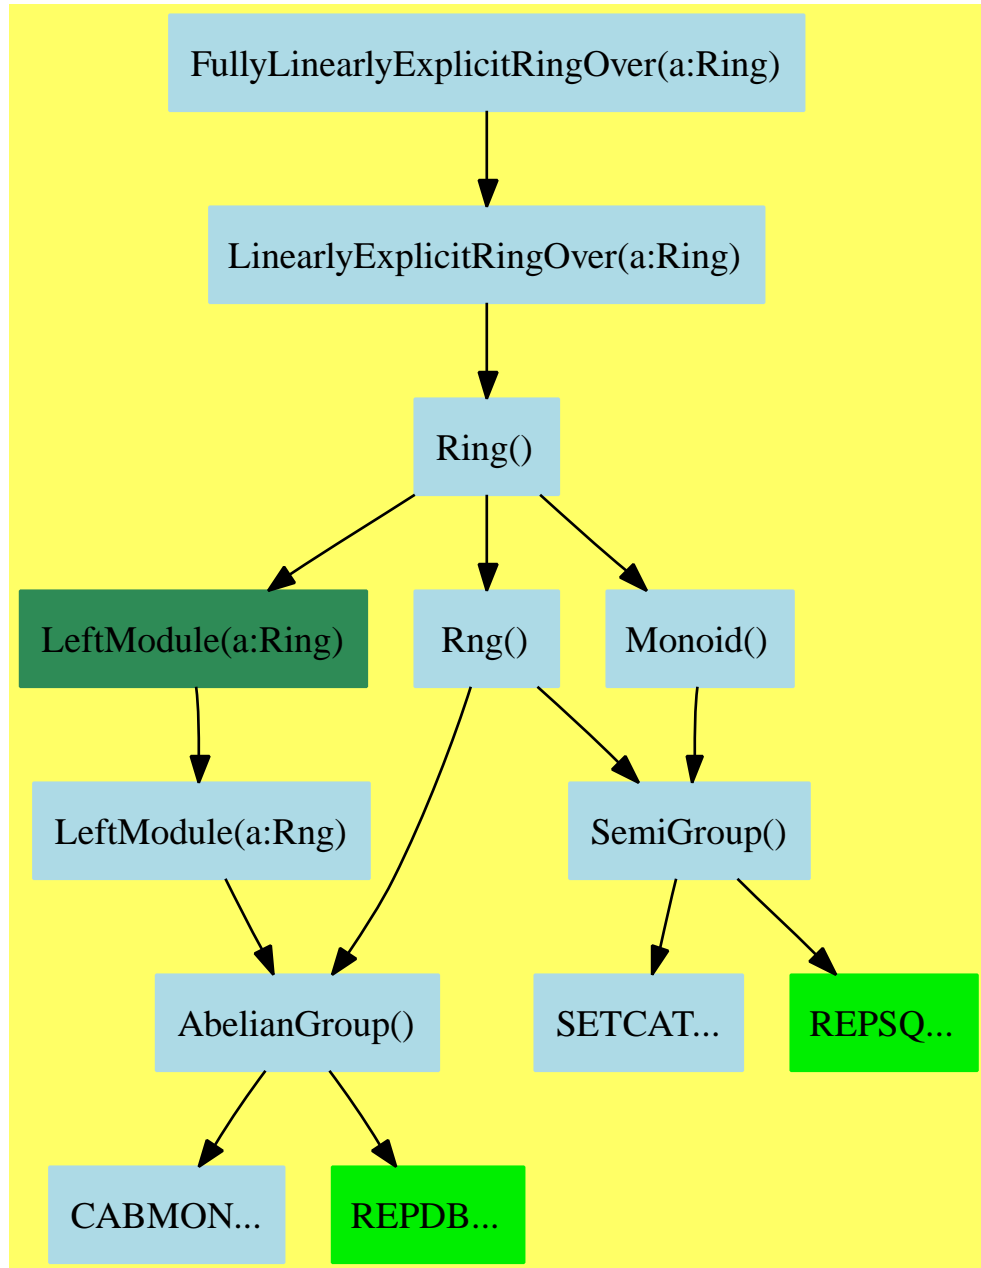 FullyLinearlyExplicitRingOver(a:Ring)
LinearlyExplicitRingOver(a:Ring)
Ring()
LeftModule(a:Ring)
Rng()
Monoid()
LeftModule(a:Rng)
SemiGroup()
AbelianGroup()
SETCAT...
REPSQ...
CABMON...
REPDB...